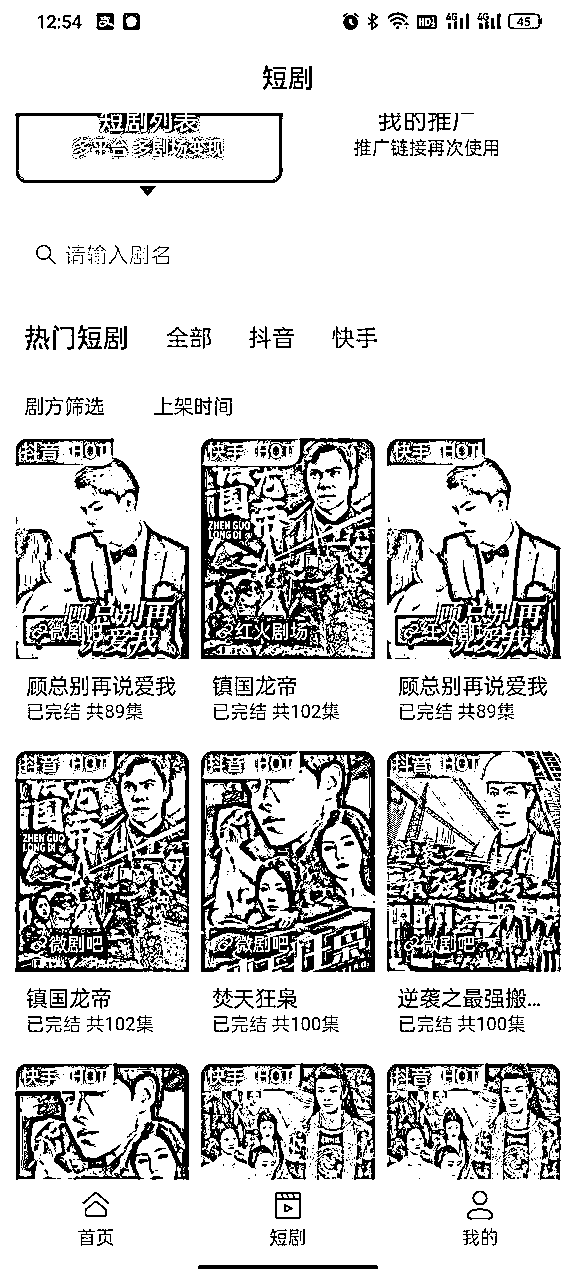 12:54
45
短剧
短剧列表
多平台 多剧场变现
我的推广
推广链接再次使用
请输入剧名
热门短剧 全部 抖音 快手
剧方筛选 上架时间
抖音 HOT
快手 HOT
快手 HOT
镇国龙帝
ZHEN GUO
LONG DI
顾总别再说爱我
顾总别再说爱我
微剧吧
红火剧场
红火剧场
顾总别再说爱我
镇国龙帝
顾总别再说爱我
已完结 共89集
已完结 共102集
已完结 共89集
抖音 HOT
抖音 HOT
抖音 HOT
ZHEN GUO
LONG DI
微剧吧
微剧吧
微剧吧
镇国龙帝
焚天狂枭
逆袭之最强搬...
已完结 共102集
已完结 共100集
已完结 共100集
快手 HOT
快手 HOT
抖音 HOT
首页
短剧
我的